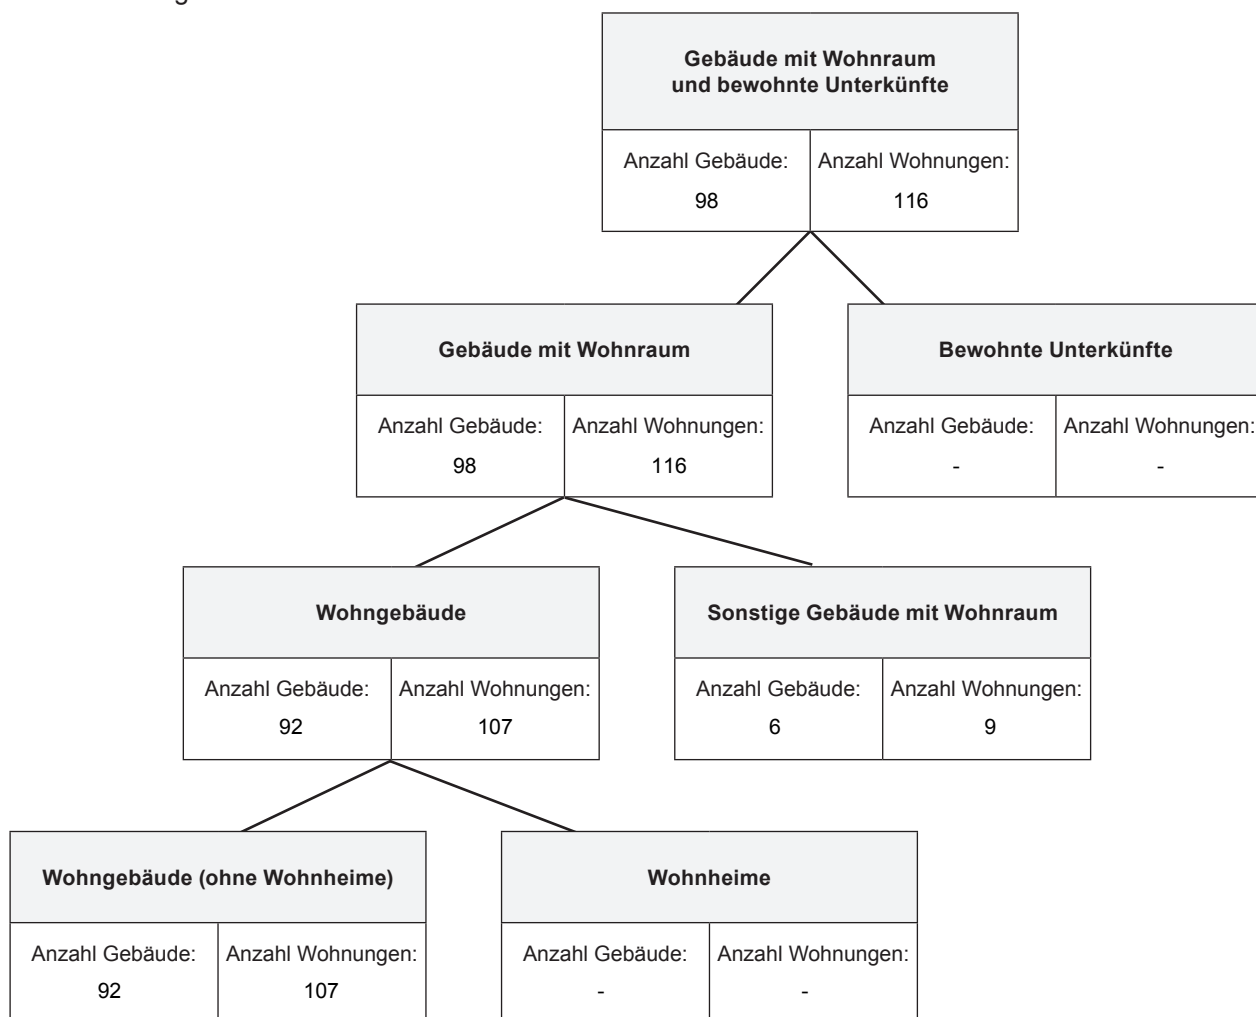 Gebäude mit Wohnraum
und bewohnte Unterkünfte
Anzahl Gebäude: Anzahl Wohnungen:
98 116
Gebäude mit Wohnraum
Anzahl Gebäude: Anzahl Wohnungen:
98 116
Bewohnte Unterkünfte
Anzahl Gebäude: Anzahl Wohnungen:
- -
Wohngebäude
Anzahl Gebäude: Anzahl Wohnungen:
92 107
Sonstige Gebäude mit Wohnraum
Anzahl Gebäude: Anzahl Wohnungen:
6 9
Wohngebäude (ohne Wohnheime)
Anzahl Gebäude: Anzahl Wohnungen:
92 107
Wohnheime
Anzahl Gebäude: Anzahl Wohnungen:
- -